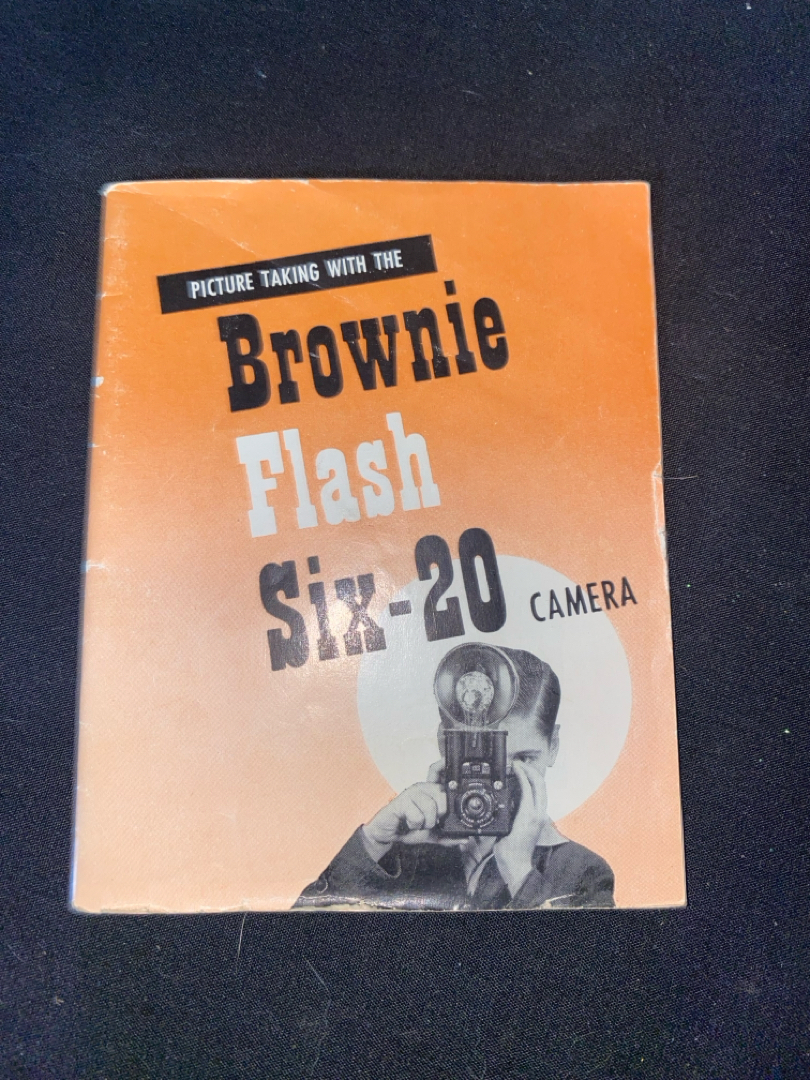 PICTURE TAKING WITH THE
Brownie
Flash
Six-20 CAMERA